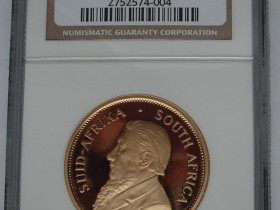 2752574-004
NUMISMATIC GUARANTY CORPORATION
SUID-AFRIKA · SOUTH AFRICA